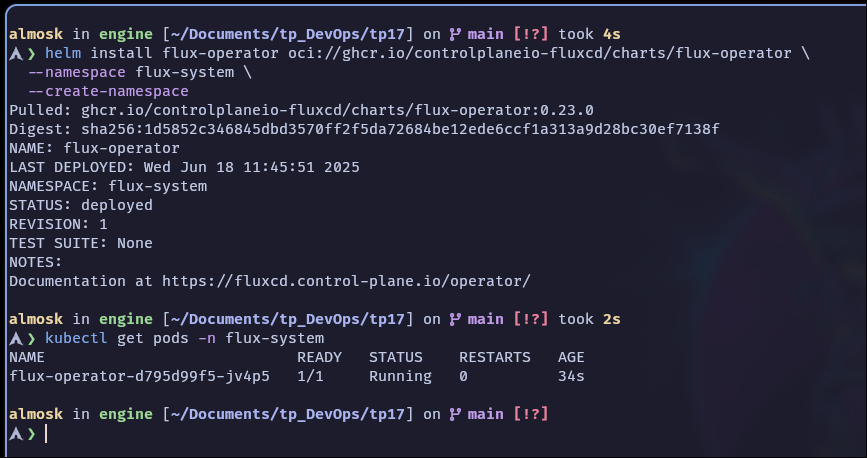 almosk in engine [~/Documents/tp_DevOps/tp17] on main [!?] took 4s
❯ helm install flux-operator oci://ghcr.io/controlplaneio-fluxcd/charts/flux-operator \
--namespace flux-system \
--create-namespace
Pulled: ghcr.io/controlplaneio-fluxcd/charts/flux-operator:0.23.0
Digest: sha256:1d5852c346845dbd3570ff2f5da72684be12ede6ccf1a313a9d28bc30ef7138f
NAME: flux-operator
LAST DEPLOYED: Wed Jun 18 11:45:51 2025
NAMESPACE: flux-system
STATUS: deployed
REVISION: 1
TEST SUITE: None
NOTES:
Documentation at https://fluxcd.control-plane.io/operator/
almosk in engine [~/Documents/tp_DevOps/tp17] on main [!?] took 2s
❯ kubectl get pods -n flux-system
NAME READY STATUS RESTARTS AGE
flux-operator-d795d99f5-jv4p5 1/1 Running 0 34s
almosk in engine [~/Documents/tp_DevOps/tp17] on main [!?]
❯